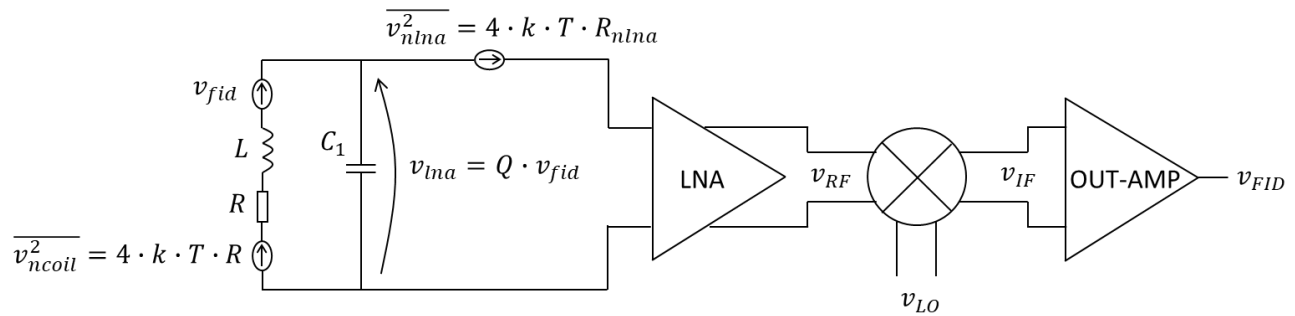 $\overline{v_{nlna}^2} = 4 \cdot k \cdot T \cdot R_{nlna}$
$v_{fid}$
$L$
$C_1$
$v_{lna} = Q \cdot v_{fid}$
LNA
$v_{RF}$
$v_{IF}$
OUT-AMP
$v_{FID}$
$R$
$\overline{v_{ncoil}^2} = 4 \cdot k \cdot T \cdot R$
$v_{LO}$